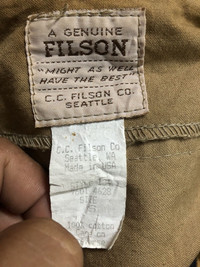 A GENUINE
FILSON
"MIGHT AS WELL
HAVE THE BEST"
C.C. FILSON CO.
SEATTLE
C.C. Filson Co
Seattle, WA
Made in USA
SIZE
100% cotton